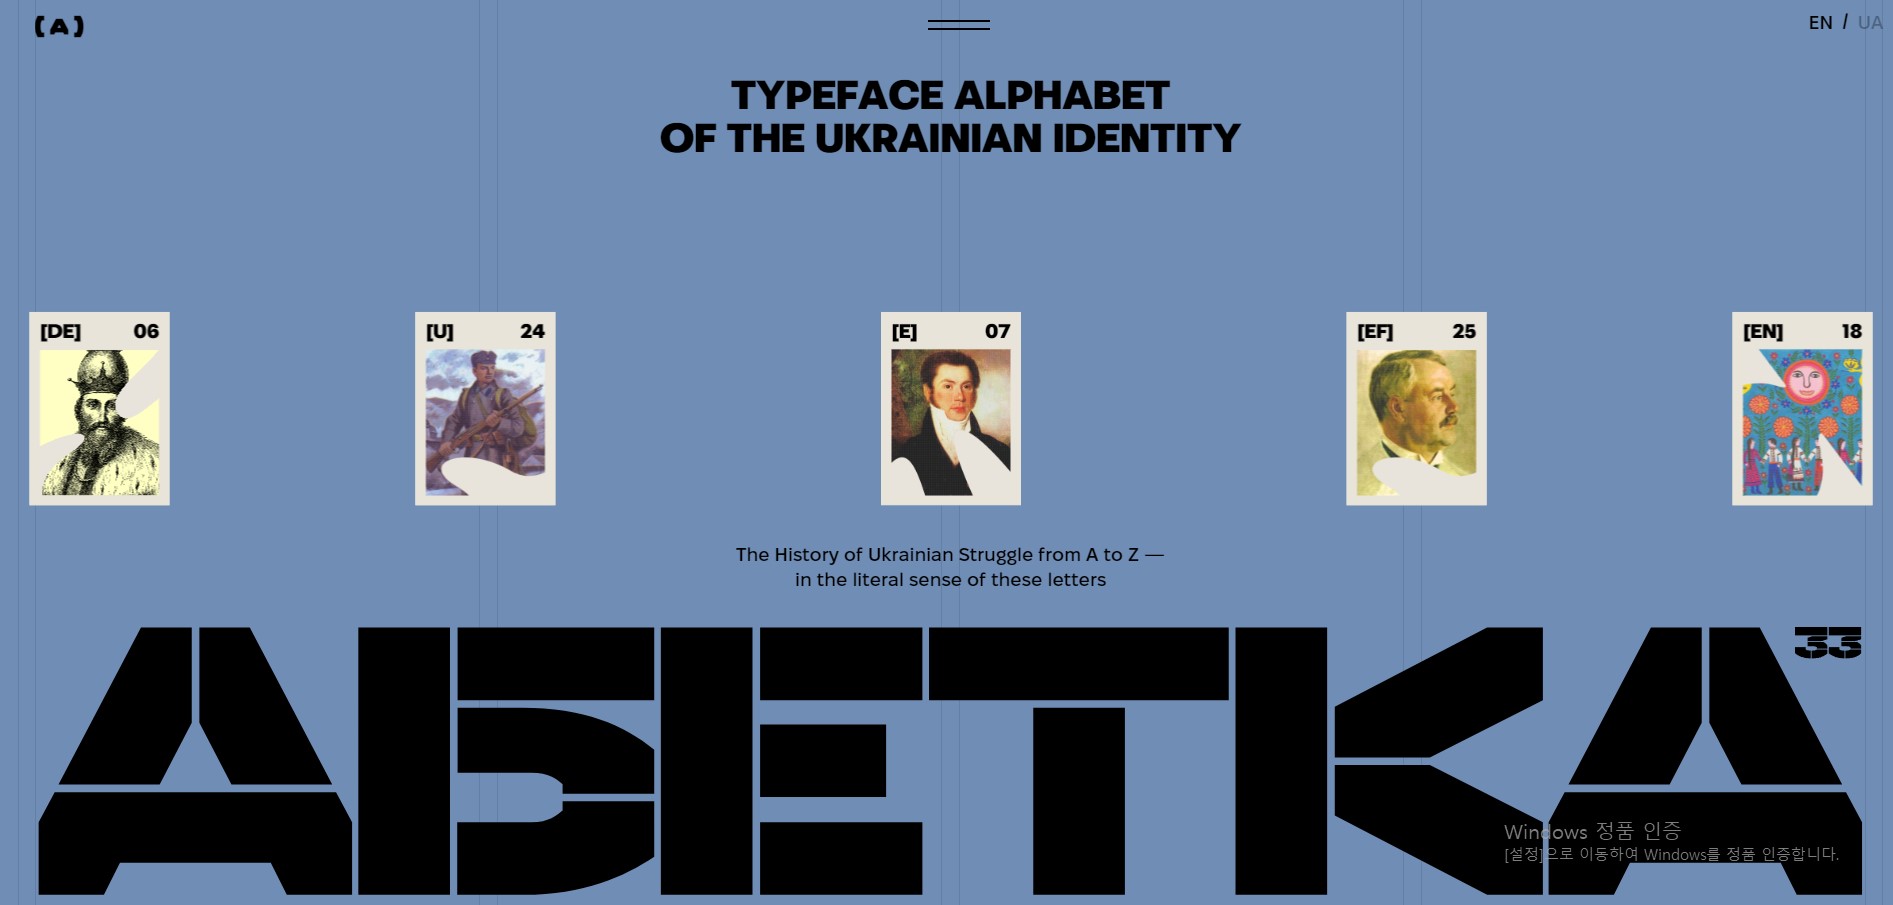 (A)
EN / UA
TYPEFACE ALPHABET
OF THE UKRAINIAN IDENTITY
[DE] 06
[U] 24
[E] 07
[EF] 25
[EN] 18
The History of Ukrainian Struggle from A to Z —
in the literal sense of these letters
АБЕТКА 33
Windows 정품 인증
[설정]으로 이동하여 Windows를 정품 인증합니다.